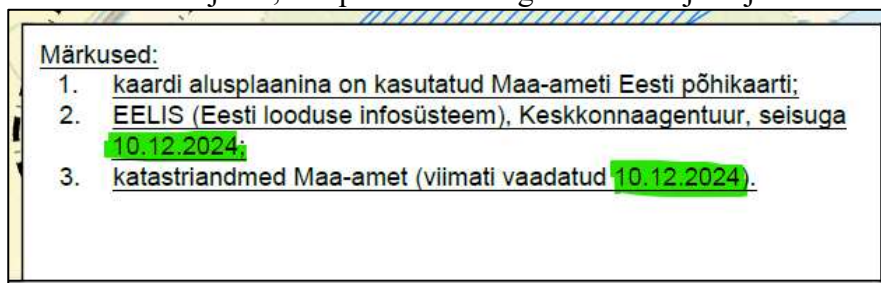 Märkused:
1. kaardi alusplaanina on kasutatud Maa-ameti Eesti põhikaarti;
2. EELIS (Eesti looduse infosüsteem), Keskkonnaagentuur, seisuga
10.12.2024;
3. katastriandmed Maa-amet (viimati vaadatud 10.12.2024).